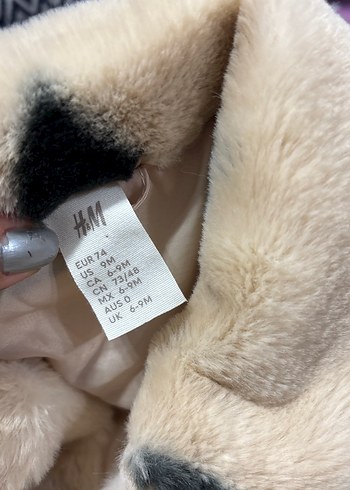 H&M
EUR 74
US 9M
CA 6-9M
CN 73/48
MX 6-9M
AUS 0
UK 6-9M